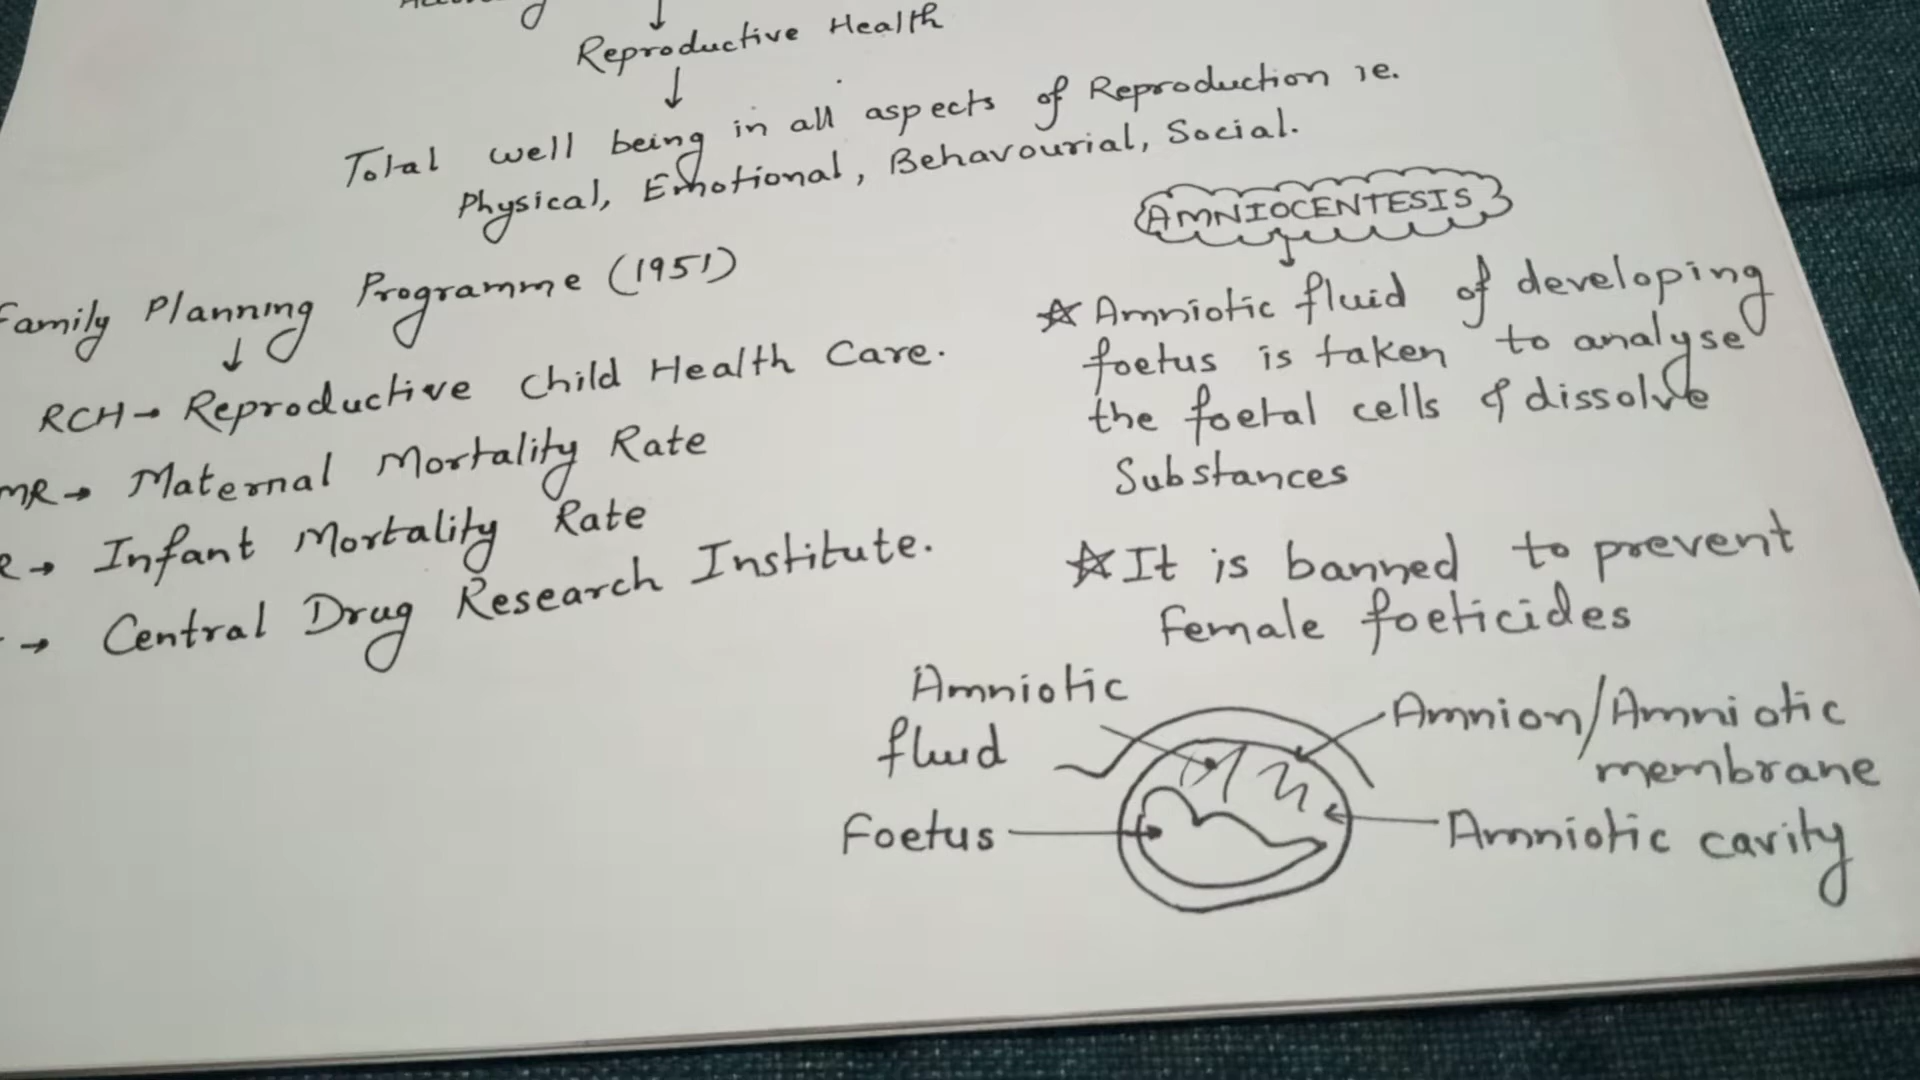 Reproductive Health
↓
Total well being in all aspects of Reproduction ie.
Physical, Emotional, Behavourial, Social.
Family Planning Programme (1951)
↓
RCH → Reproductive Child Health Care.
MR → Maternal Mortality Rate
R → Infant Mortality Rate
→ Central Drug Research Institute.
AMNIOCENTESIS
☆ Amniotic fluid of developing
foetus is taken to analyse
the foetal cells & dissolve
Substances
☆ It is banned to prevent
Female foeticides
Amniotic
fluid
Foetus
Amnion/Amniotic
membrane
Amniotic cavity